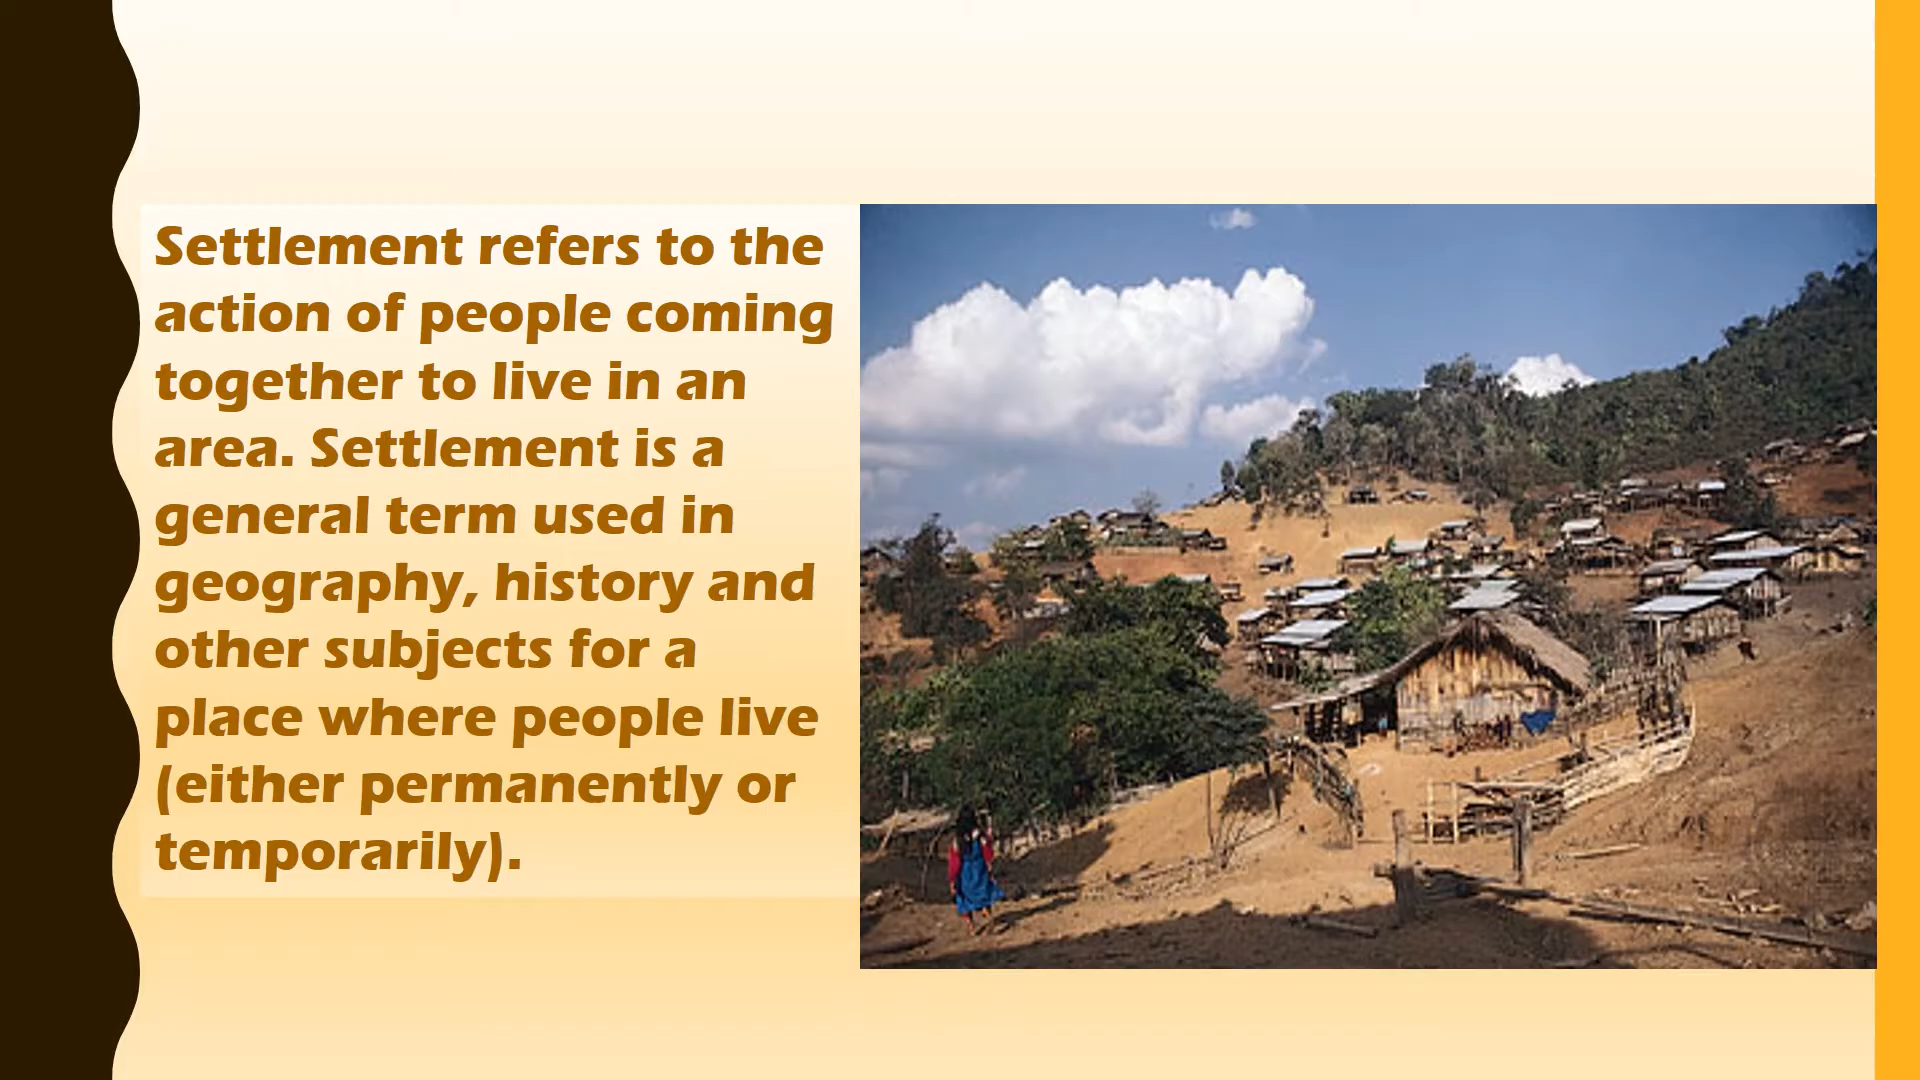 Settlement refers to the
action of people coming
together to live in an
area. Settlement is a
general term used in
geography, history and
other subjects for a
place where people live
(either permanently or
temporarily).